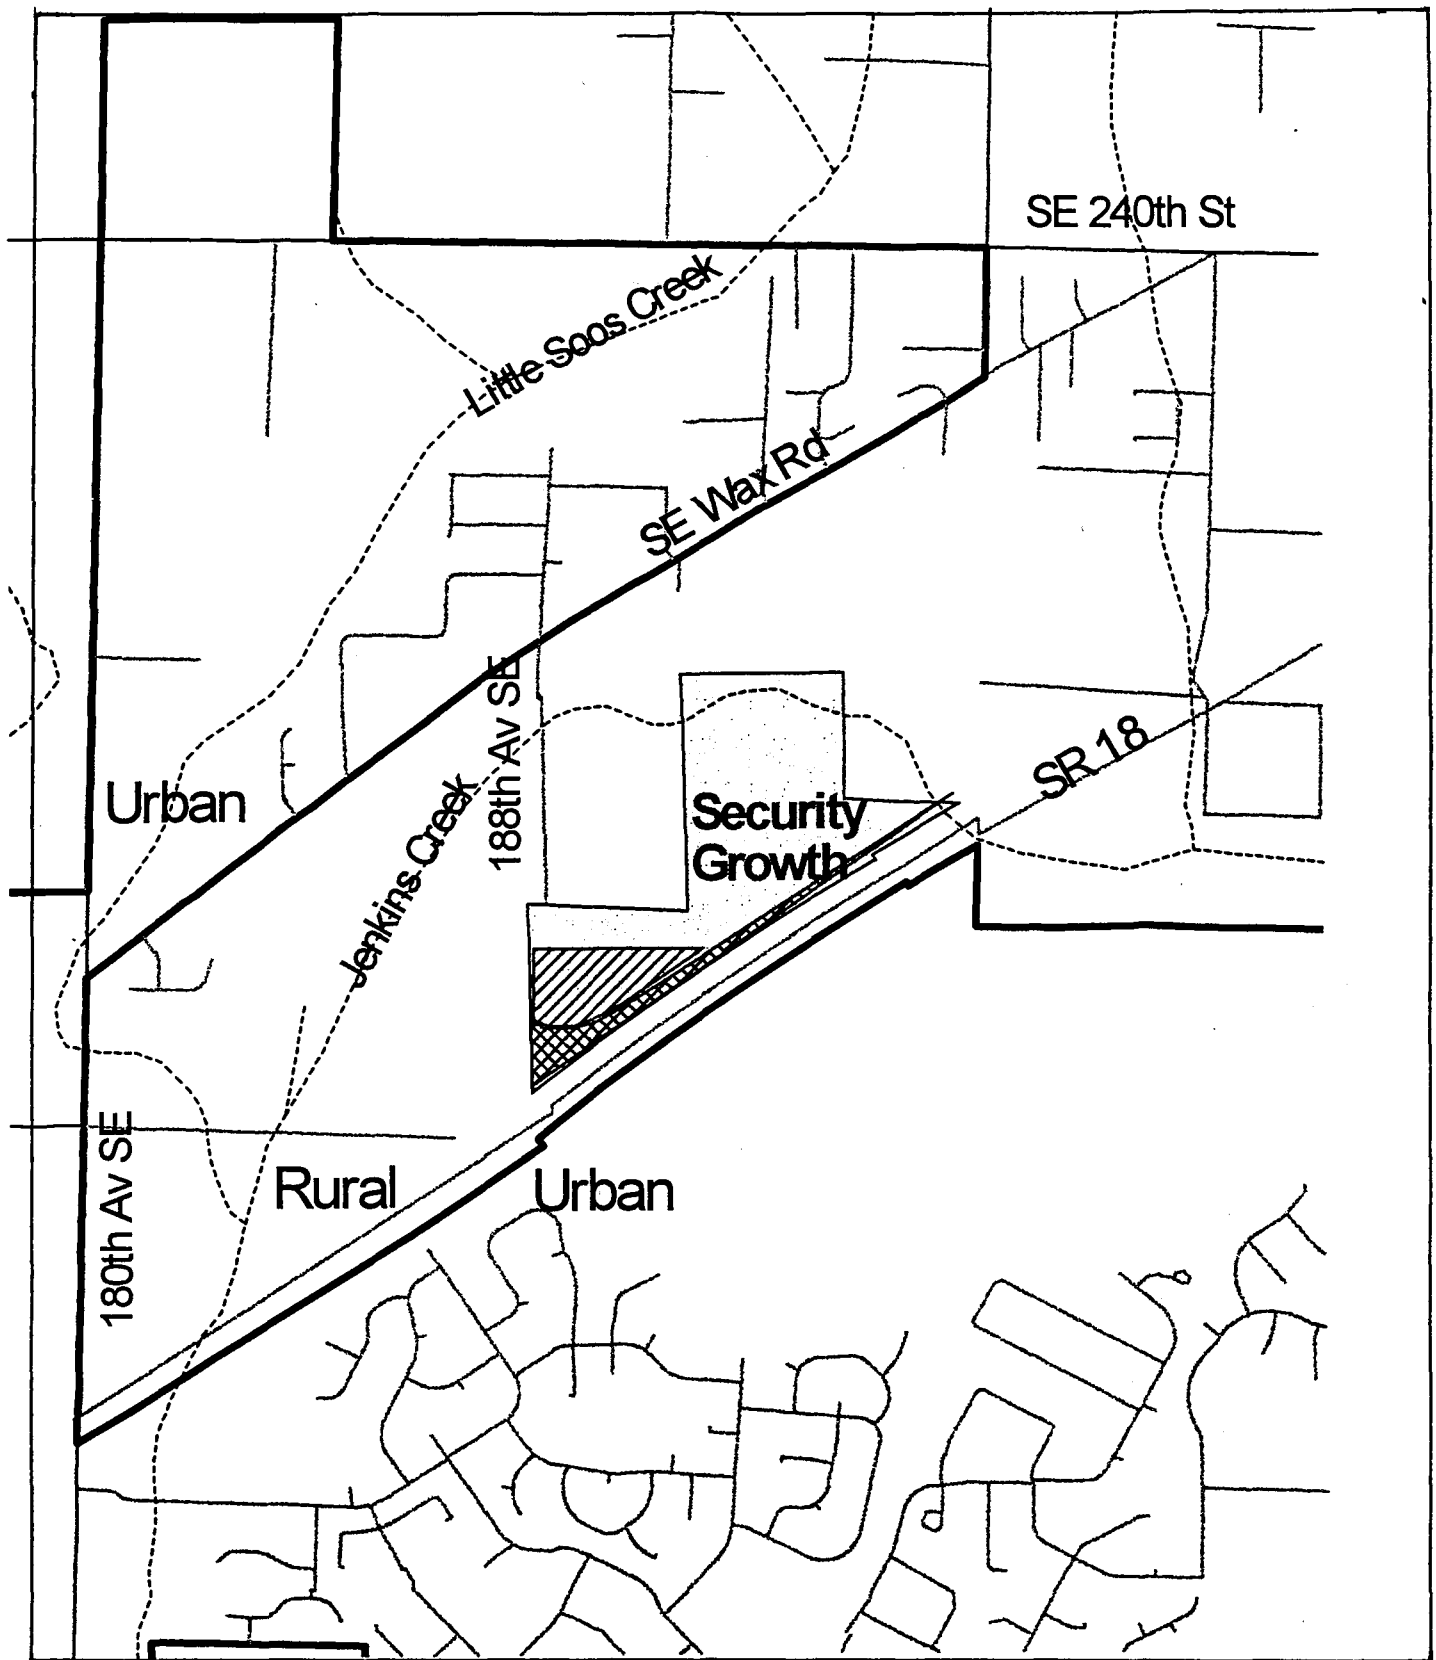 SE 240th St
Little Soos Creek
SE Wax Rd
188th Av SE
SR 18
Urban
Security
Growth
Jenkins Creek
180th Av SE
Rural
Urban